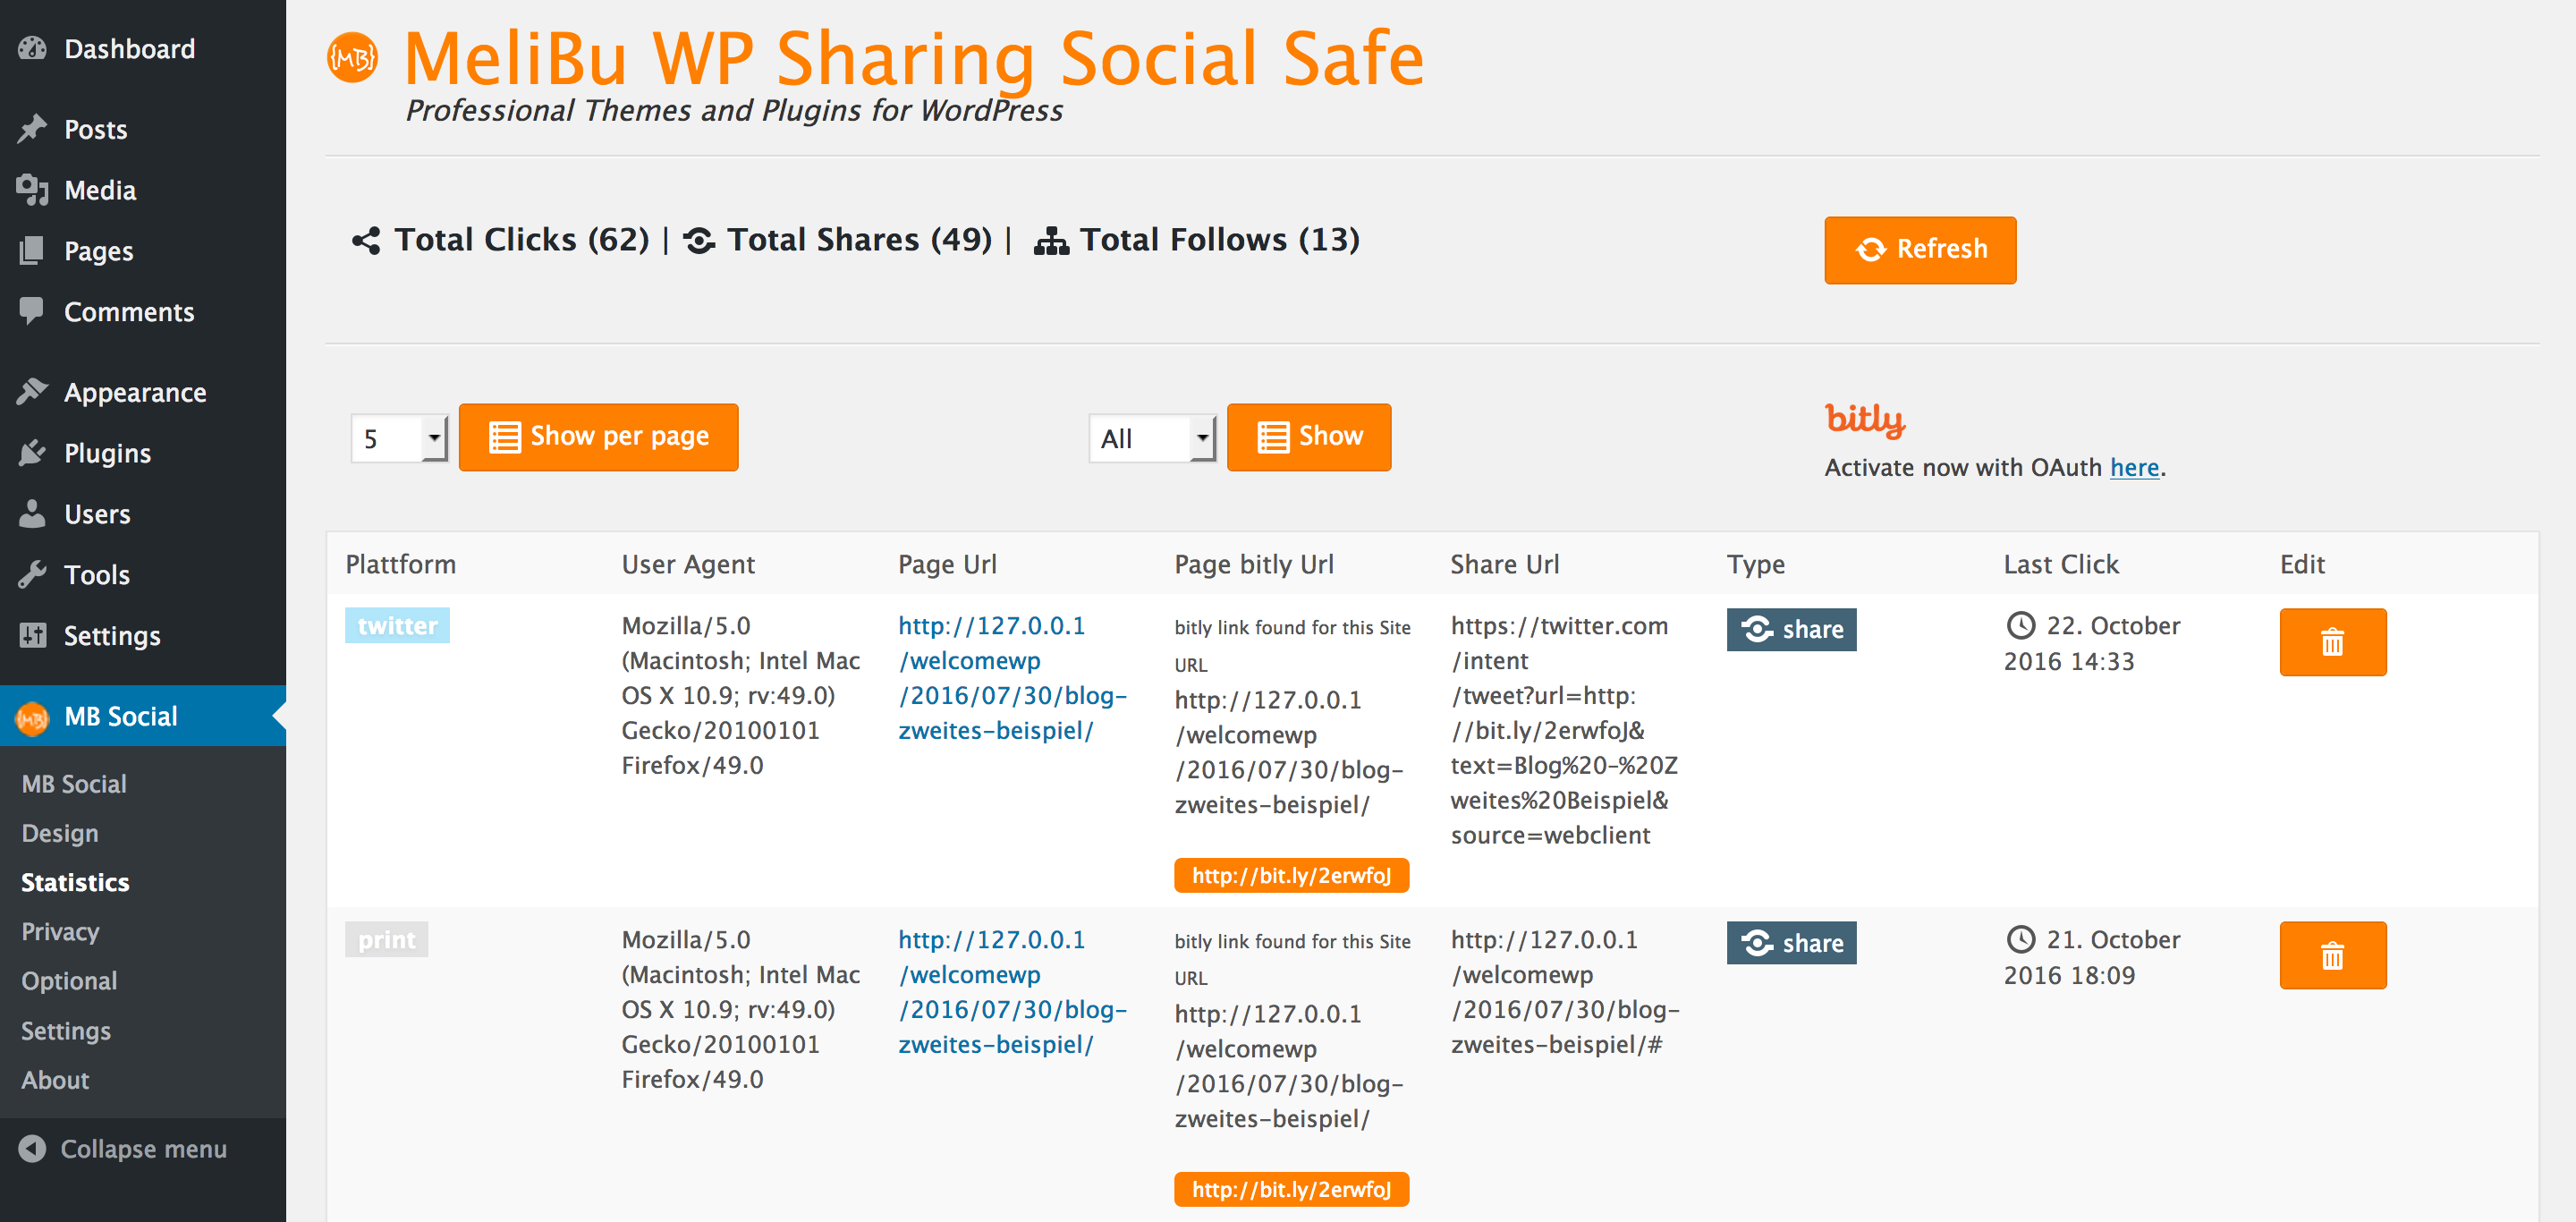 Dashboard
Posts
Media
Pages
Comments
Appearance
Plugins
Users
Tools
Settings
MB Social
MB Social
Design
Statistics
Privacy
Optional
Settings
About
Collapse menu
{MB} MeliBu WP Sharing Social Safe
Professional Themes and Plugins for WordPress
Total Clicks (62) | Total Shares (49) | Total Follows (13)
Refresh
5 Show per page
All Show
bitly
Activate now with OAuth here.
Plattform User Agent Page Url Page bitly Url Share Url Type Last Click Edit
twitter
Mozilla/5.0
(Macintosh; Intel Mac
OS X 10.9; rv:49.0)
Gecko/20100101
Firefox/49.0
http://127.0.0.1
/welcomewp
/2016/07/30/blog-
zweites-beispiel/
bitly link found for this Site
URL
http://127.0.0.1
/welcomewp
/2016/07/30/blog-
zweites-beispiel/
http://bit.ly/2erwfoJ
https://twitter.com
/intent
/tweet?url=http:
//bit.ly/2erwfoJ&
text=Blog%20-%20Z
weites%20Beispiel&
source=webclient
share
22. October
2016 14:33
print
Mozilla/5.0
(Macintosh; Intel Mac
OS X 10.9; rv:49.0)
Gecko/20100101
Firefox/49.0
http://127.0.0.1
/welcomewp
/2016/07/30/blog-
zweites-beispiel/
bitly link found for this Site
URL
http://127.0.0.1
/welcomewp
/2016/07/30/blog-
zweites-beispiel/
http://bit.ly/2erwfoJ
http://127.0.0.1
/welcomewp
/2016/07/30/blog-
zweites-beispiel/#
share
21. October
2016 18:09